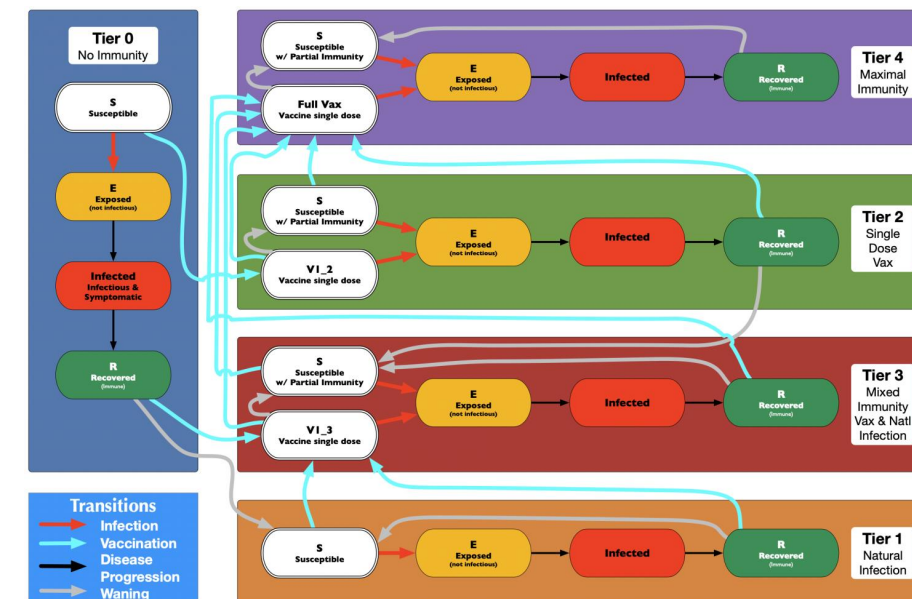 Tier 0
No Immunity
S
Susceptible
E
Exposed
(not infectious)
Infected
Infectious &
Symptomatic
R
Recovered
(Immune)
Transitions
Infection
Vaccination
Disease
Progression
Waning
S
Susceptible
w/ Partial Immunity
Full Vax
Vaccine single dose
E
Exposed
(not infectious)
Infected
R
Recovered
(Immune)
Tier 4
Maximal
Immunity
S
Susceptible
w/ Partial Immunity
V1_2
Vaccine single dose
E
Exposed
(not infectious)
Infected
R
Recovered
(Immune)
Tier 2
Single
Dose
Vax
S
Susceptible
w/ Partial Immunity
V1_3
Vaccine single dose
E
Exposed
(not infectious)
Infected
R
Recovered
(Immune)
Tier 3
Mixed
Immunity
Vax & Natl
Infection
S
Susceptible
E
Exposed
(not infectious)
Infected
R
Recovered
(Immune)
Tier 1
Natural
Infection